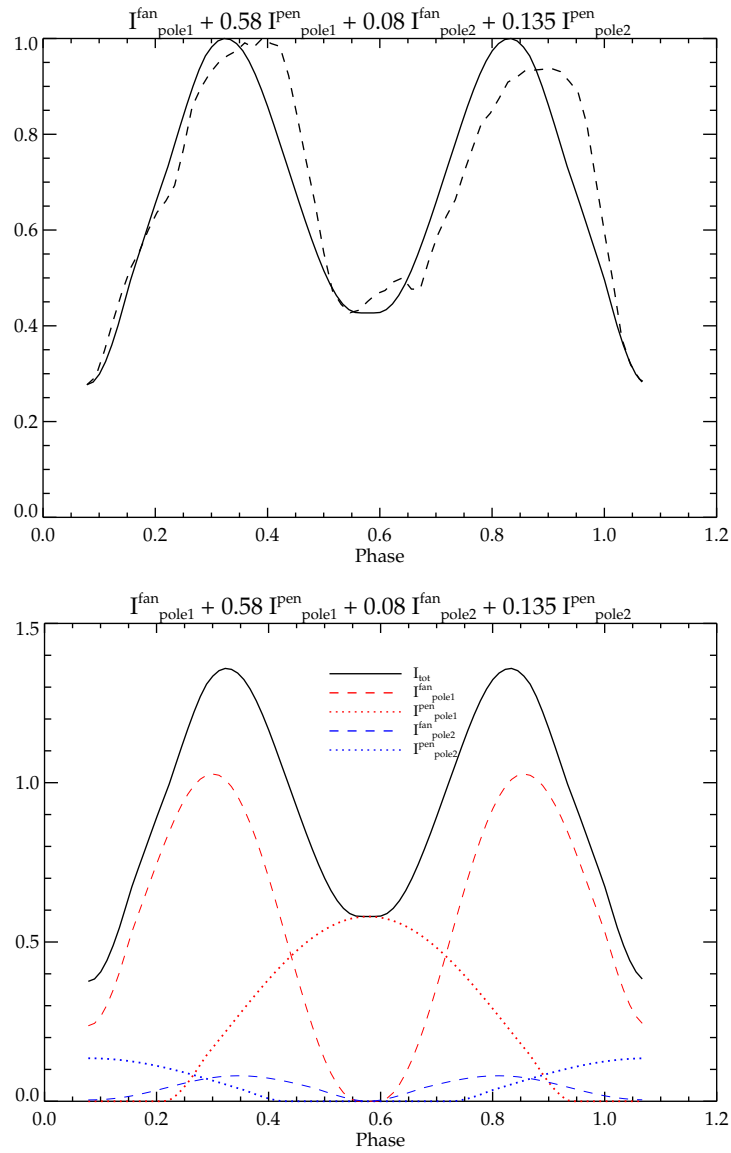 I^fan_pole1 + 0.58 I^pen_pole1 + 0.08 I^fan_pole2 + 0.135 I^pen_pole2
1.0
0.8
0.6
0.4
0.2
0.0
0.0 0.2 0.4 0.6 0.8 1.0 1.2
Phase
I^fan_pole1 + 0.58 I^pen_pole1 + 0.08 I^fan_pole2 + 0.135 I^pen_pole2
1.5
I_tot
I^fan_pole1
I^pen_pole1
I^fan_pole2
I^pen_pole2
1.0
0.5
0.0
0.0 0.2 0.4 0.6 0.8 1.0 1.2
Phase